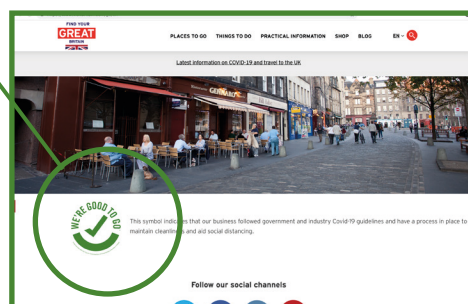 FIND YOUR
GREAT
BRITAIN
PLACES TO GO THINGS TO DO PRACTICAL INFORMATION SHOP BLOG EN
Latest information on COVID-19 and travel to the UK
GENNARO
WE'RE GOOD TO GO
This symbol indicates that our business followed government and industry Covid-19 guidelines and have a process in place to
maintain cleanliness and aid social distancing.
Follow our social channels